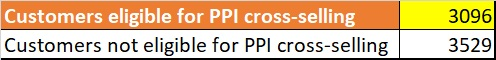 Customers eligible for PPI cross-selling 3096
Customers not eligible for PPI cross-selling 3529